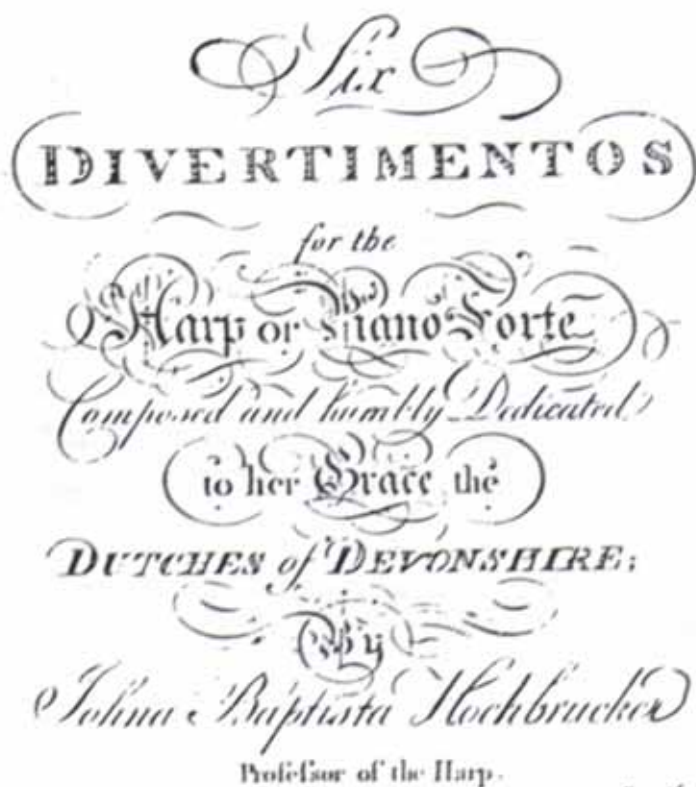 Six
DIVERTIMENTOS
for the
Harp or Piano Forte
Composed and humbly Dedicated
to her Grace the
DUTCHES of DEVONSHIRE;
By
Johna Baptista Hochbrucker
Profeſsor of the Harp.